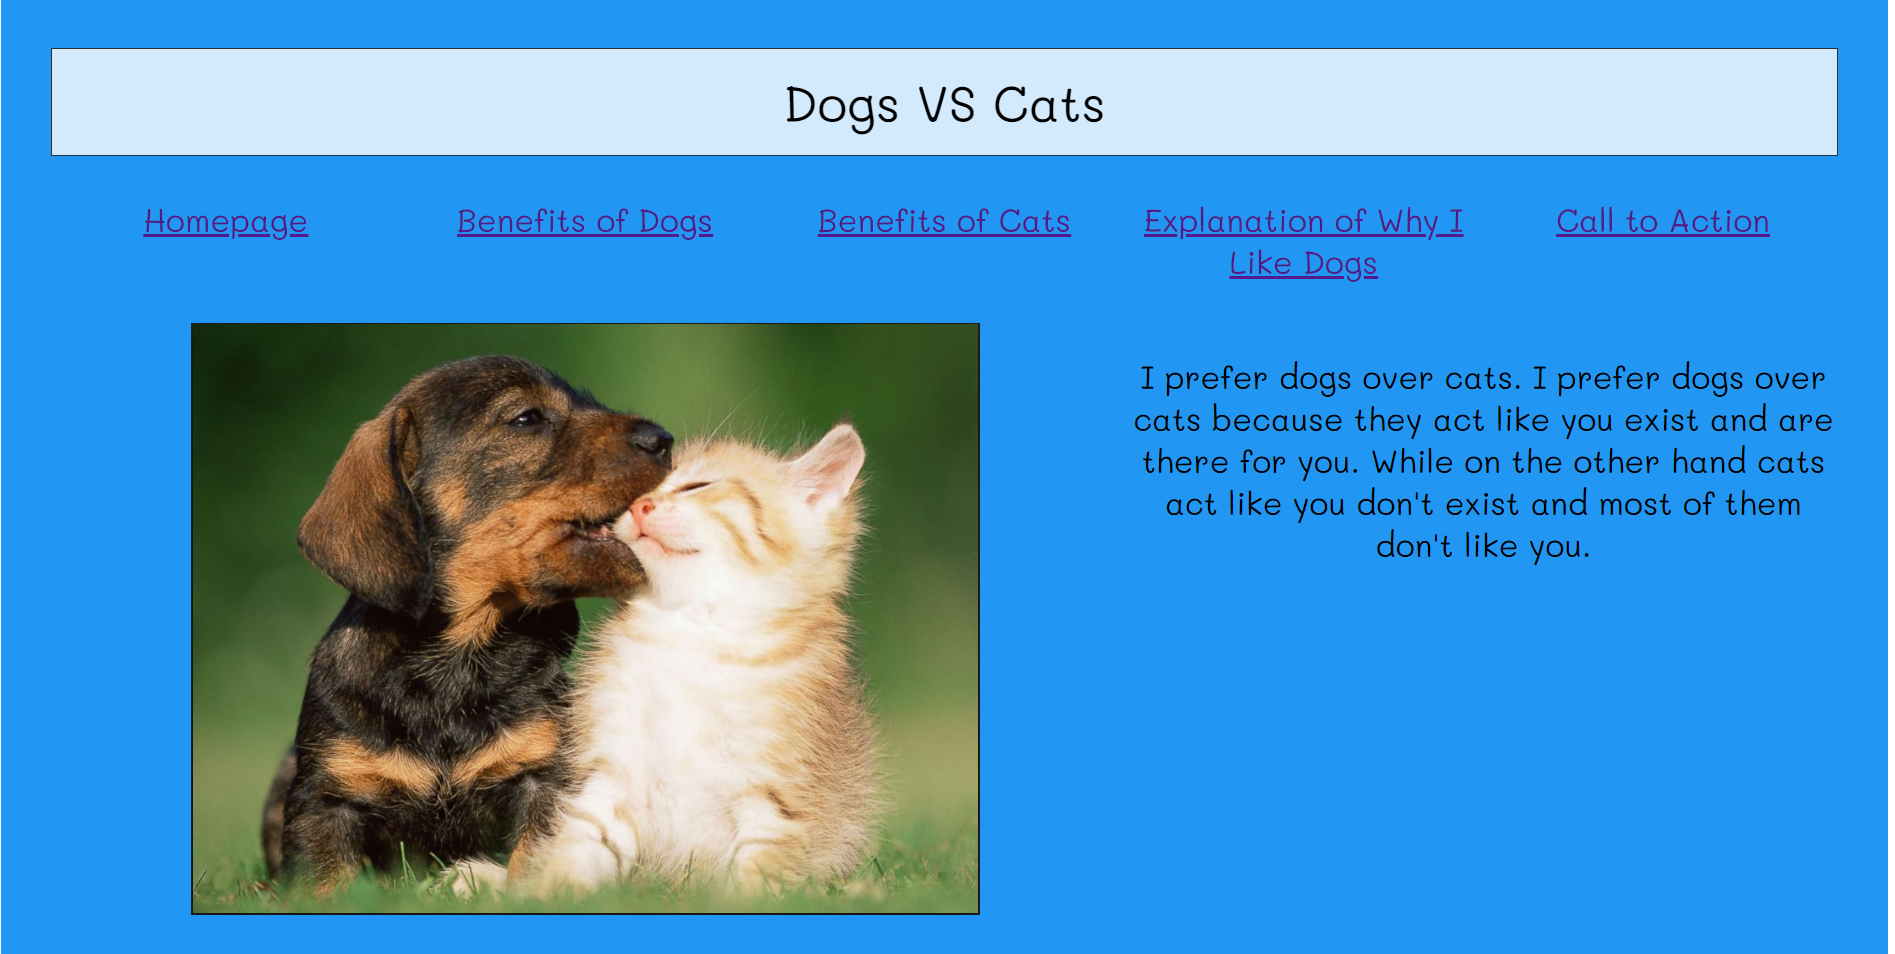 Dogs VS Cats
Homepage
Benefits of Dogs
Benefits of Cats
Explanation of Why I
Like Dogs
Call to Action
I prefer dogs over cats. I prefer dogs over
cats because they act like you exist and are
there for you. While on the other hand cats
act like you don't exist and most of them
don't like you.